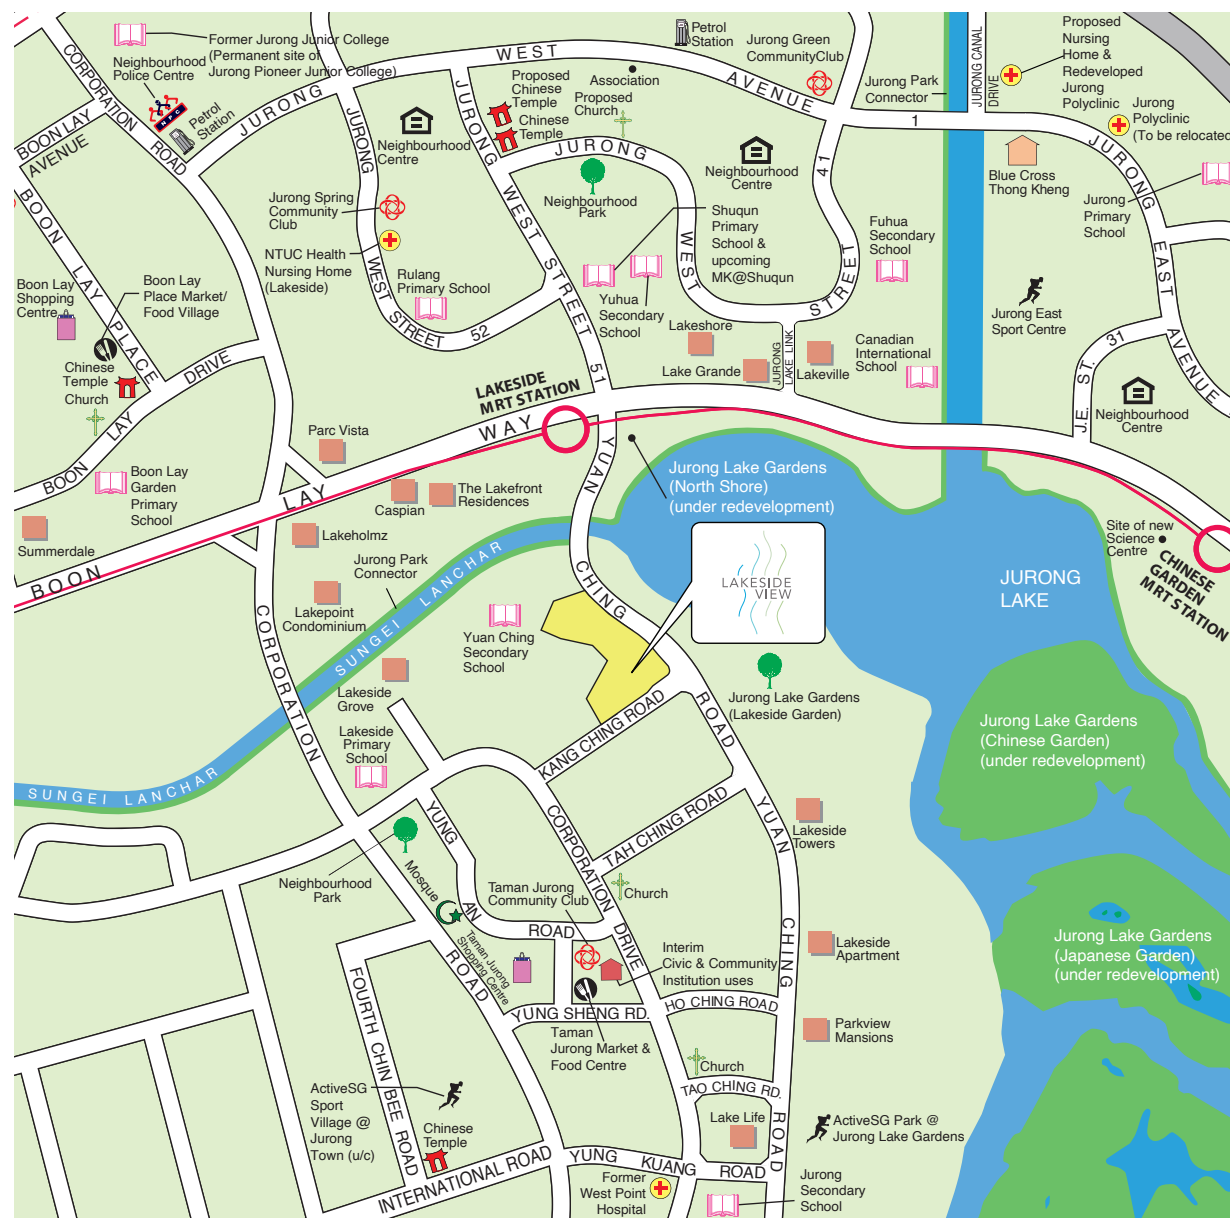 Former Jurong Junior College
(Permanent site of
Jurong Pioneer Junior College)
Neighbourhood
Police Centre
NPC
Petrol
Station
CORPORATION
ROAD
BOON LAY
AVENUE
JURONG
WEST
AVENUE
1
Petrol
Station
Association
Jurong Green
CommunityClub
Jurong Park
Connector
JURONG CANAL
DRIVE
Proposed
Nursing
Home &
Redeveloped
Jurong
Polyclinic
Jurong
Polyclinic
(To be relocated
Blue Cross
Thong Kheng
Jurong
Primary
School
JURONG
EAST
AVENUE
Proposed
Chinese
Temple
Chinese
Temple
Proposed
Church
Neighbourhood
Centre
JURONG
WEST
STREET
52
JURONG
WEST
STREET
51
JURONG
WEST
STREET
41
Neighbourhood
Park
Neighbourhood
Centre
Jurong Spring
Community
Club
NTUC Health
Nursing Home
(Lakeside)
Rulang
Primary School
Shuqun
Primary
School &
upcoming
MK@Shuqun
Yuhua
Secondary
School
Fuhua
Secondary
School
Jurong East
Sport Centre
BOON LAY PLACE
Boon Lay
Shopping
Centre
Boon Lay
Place Market/
Food Village
Chinese
Temple
Church
BOON LAY DRIVE
Lakeshore
Lake Grande
JURONG
LAKE LINK
Lakeville
Canadian
International
School
J.E. ST. 31
Neighbourhood
Centre
LAKESIDE
MRT STATION
BOON LAY WAY
Parc Vista
Boon Lay
Garden
Primary
School
Summerdale
Caspian
The Lakefront
Residences
Lakeholmz
Jurong Park
Connector
Lakepoint
Condominium
SUNGEI LANCHAR
Jurong Lake Gardens
(North Shore)
(under redevelopment)
LAKESIDE
VIEW
JURONG
LAKE
Site of new
Science
Centre
CHINESE
GARDEN
MRT STATION
YUAN
CHING
ROAD
Yuan Ching
Secondary
School
Lakeside
Grove
CORPORATION
Lakeside
Primary
School
KANG CHING ROAD
Jurong Lake Gardens
(Lakeside Garden)
Jurong Lake Gardens
(Chinese Garden)
(under redevelopment)
SUNGEI LANCHAR
CORPORATION
DRIVE
TAH CHING ROAD
YUAN
CHING
ROAD
Lakeside
Towers
Neighbourhood
Park
YUNG
AN
ROAD
Mosque
Taman Jurong
Shopping Centre
Taman Jurong
Community Club
Church
Interim
Civic & Community
Institution uses
Lakeside
Apartment
Jurong Lake Gardens
(Japanese Garden)
(under redevelopment)
ROAD
FOURTH CHIN BEE ROAD
YUNG SHENG RD.
HO CHING ROAD
Taman
Jurong Market &
Food Centre
Parkview
Mansions
Church
TAO CHING RD.
ActiveSG
Sport
Village @
Jurong
Town (u/c)
Chinese
Temple
Lake Life
ActiveSG Park @
Jurong Lake Gardens
INTERNATIONAL ROAD
YUNG KUANG ROAD
Former
West Point
Hospital
Jurong
Secondary
School